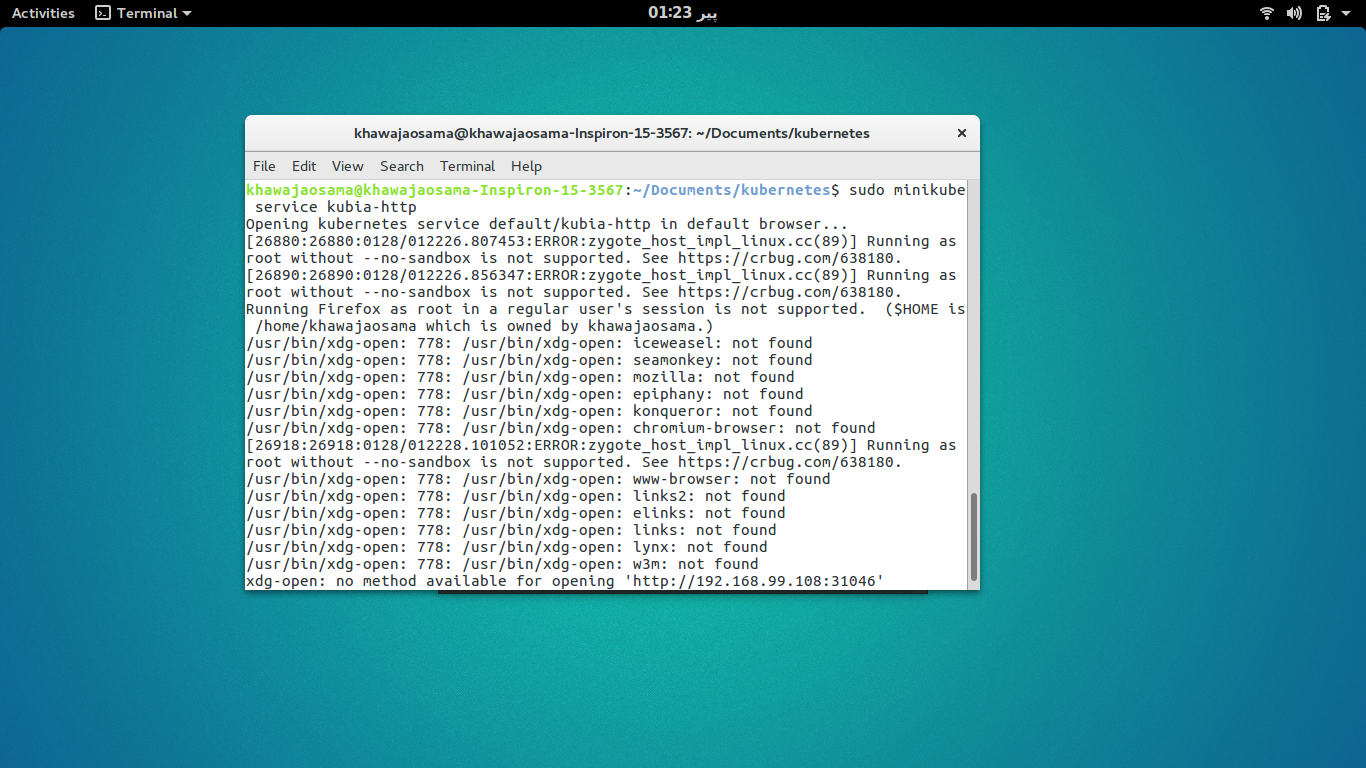 Activities Terminal 01:23 پیر
khawajaosama@khawajaosama-Inspiron-15-3567: ~/Documents/kubernetes ×
File Edit View Search Terminal Help
khawajaosama@khawajaosama-Inspiron-15-3567:~/Documents/kubernetes$ sudo minikube
 service kubia-http
Opening kubernetes service default/kubia-http in default browser...
[26880:26880:0128/012226.807453:ERROR:zygote_host_impl_linux.cc(89)] Running as
root without --no-sandbox is not supported. See https://crbug.com/638180.
[26890:26890:0128/012226.856347:ERROR:zygote_host_impl_linux.cc(89)] Running as
root without --no-sandbox is not supported. See https://crbug.com/638180.
Running Firefox as root in a regular user's session is not supported.  ($HOME is
 /home/khawajaosama which is owned by khawajaosama.)
/usr/bin/xdg-open: 778: /usr/bin/xdg-open: iceweasel: not found
/usr/bin/xdg-open: 778: /usr/bin/xdg-open: seamonkey: not found
/usr/bin/xdg-open: 778: /usr/bin/xdg-open: mozilla: not found
/usr/bin/xdg-open: 778: /usr/bin/xdg-open: epiphany: not found
/usr/bin/xdg-open: 778: /usr/bin/xdg-open: konqueror: not found
/usr/bin/xdg-open: 778: /usr/bin/xdg-open: chromium-browser: not found
[26918:26918:0128/012228.101052:ERROR:zygote_host_impl_linux.cc(89)] Running as
root without --no-sandbox is not supported. See https://crbug.com/638180.
/usr/bin/xdg-open: 778: /usr/bin/xdg-open: www-browser: not found
/usr/bin/xdg-open: 778: /usr/bin/xdg-open: links2: not found
/usr/bin/xdg-open: 778: /usr/bin/xdg-open: elinks: not found
/usr/bin/xdg-open: 778: /usr/bin/xdg-open: links: not found
/usr/bin/xdg-open: 778: /usr/bin/xdg-open: lynx: not found
/usr/bin/xdg-open: 778: /usr/bin/xdg-open: w3m: not found
xdg-open: no method available for opening 'http://192.168.99.108:31046'